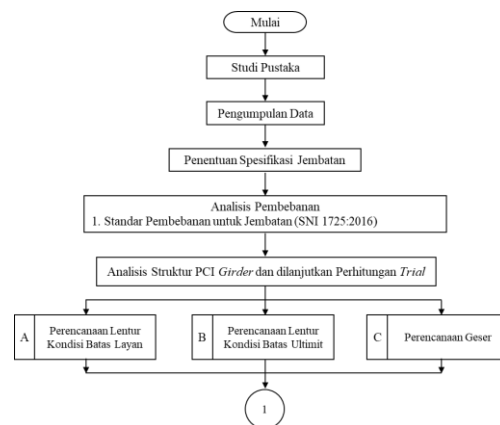 Mulai
Studi Pustaka
Pengumpulan Data
Penentuan Spesifikasi Jembatan
Analisis Pembebanan
1. Standar Pembebanan untuk Jembatan (SNI 1725:2016)
Analisis Struktur PCI Girder dan dilanjutkan Perhitungan Trial
A
Perencanaan Lentur
Kondisi Batas Layan
B
Perencanaan Lentur
Kondisi Batas Ultimit
C
Perencanaan Geser
1